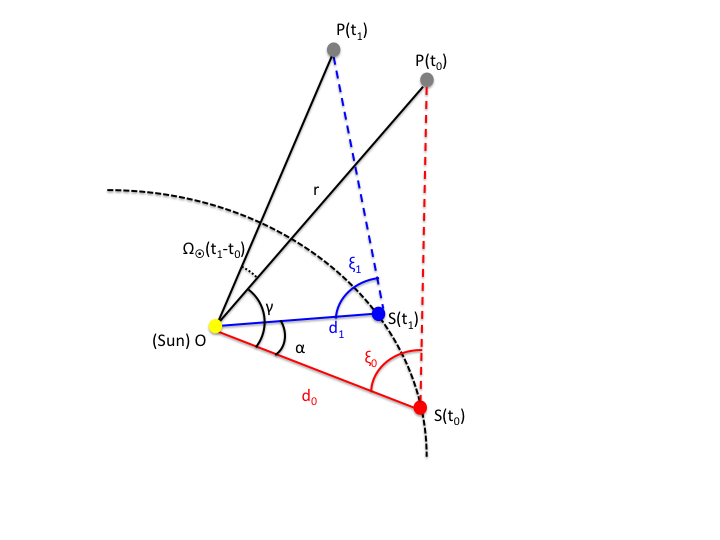 P(t₁)
P(t₀)
r
Ω☉(t₁-t₀)
ξ₁
γ
S(t₁)
(Sun) O
d₁
α
ξ₀
d₀
S(t₀)